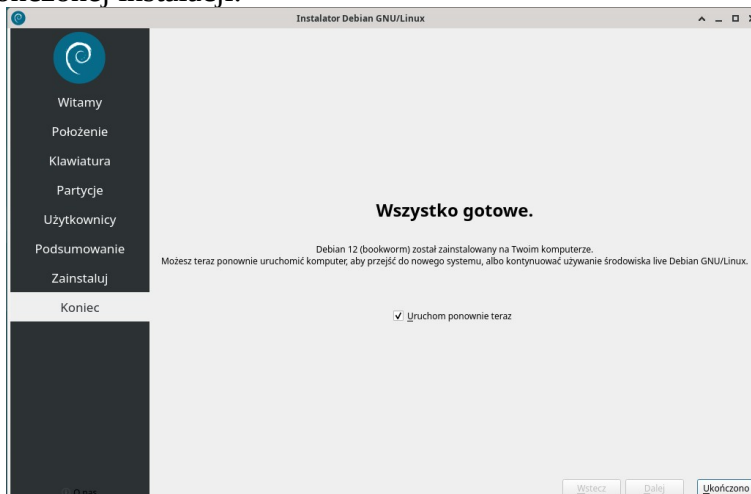 Instalator Debian GNU/Linux
Witamy
Położenie
Klawiatura
Partycje
Użytkownicy
Podsumowanie
Zainstaluj
Koniec
Wszystko gotowe.
Debian 12 (bookworm) został zainstalowany na Twoim komputerze.
Możesz teraz ponownie uruchomić komputer, aby przejść do nowego systemu, albo kontynuować używanie środowiska live Debian GNU/Linux.
Uruchom ponownie teraz
Wstecz Dalej Ukończono